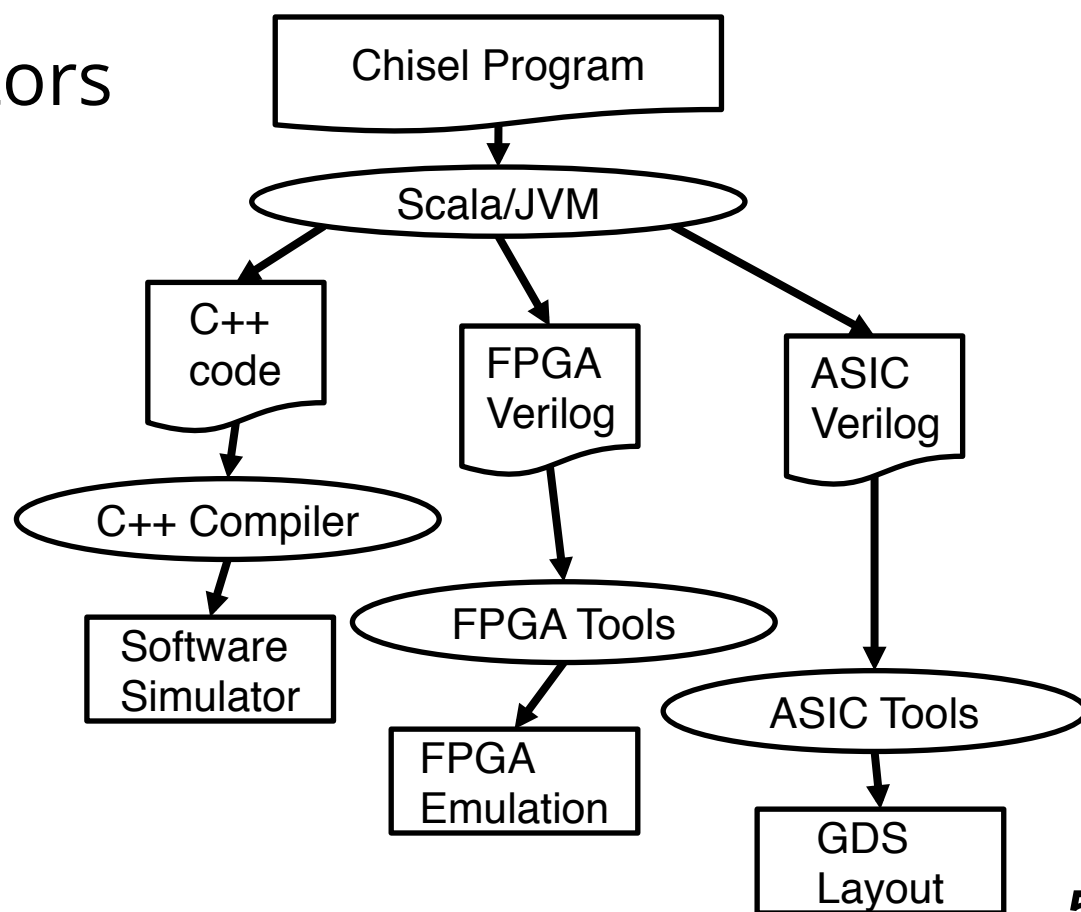 tors
Chisel Program
Scala/JVM
C++
code
FPGA
Verilog
ASIC
Verilog
C++ Compiler
FPGA Tools
Software
Simulator
ASIC Tools
FPGA
Emulation
GDS
Layout